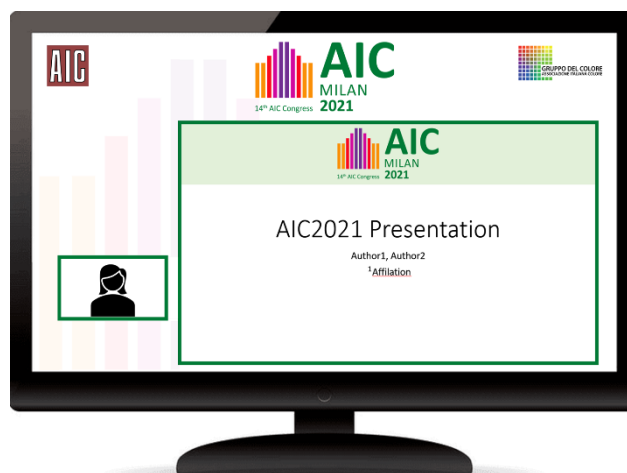 AIC
AIC
MILAN
14th AIC Congress 2021
GRUPPO DEL COLORE
ASSOCIAZIONE ITALIANA COLORE
AIC
MILAN
14th AIC Congress 2021
AIC2021 Presentation
Author1, Author2
1Affilation